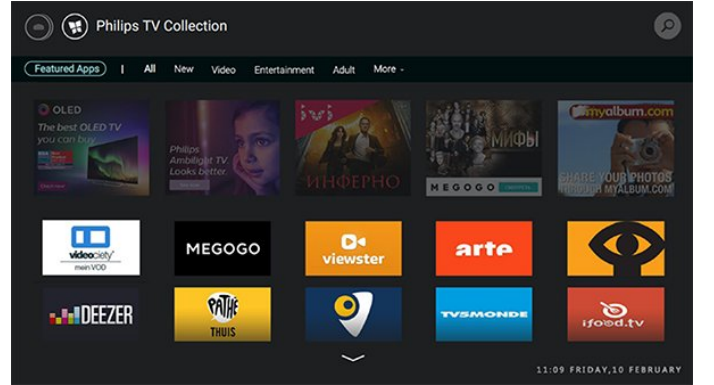 Philips TV Collection
Featured Apps | All New Video Entertainment Adult More
OLED
The best OLED TV
you can buy
Philips
Ambilight TV.
Looks better.
ivi
ИНФЕРНО
МИФЫ
MEGOGO
myalbum.com
SHARE YOUR PHOTOS
THROUGH MYALBUM.COM
videociety
mein VOD
MEGOGO
viewster
arte
DEEZER
PATHÉ
THUIS
TV5MONDE
ifood.tv
11:09 FRIDAY,10 FEBRUARY